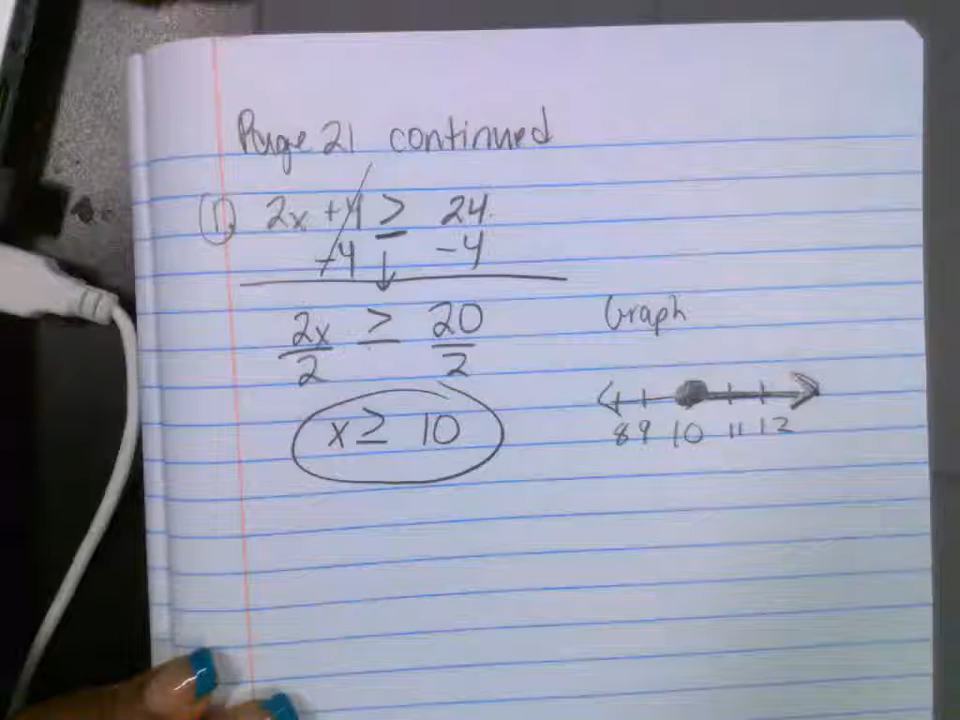 Page 21 continued
1) 2x + 4 ≥ 24
-4 -4
2x ≥ 20
2 2
Graph
x ≥ 10
8 9 10 11 12